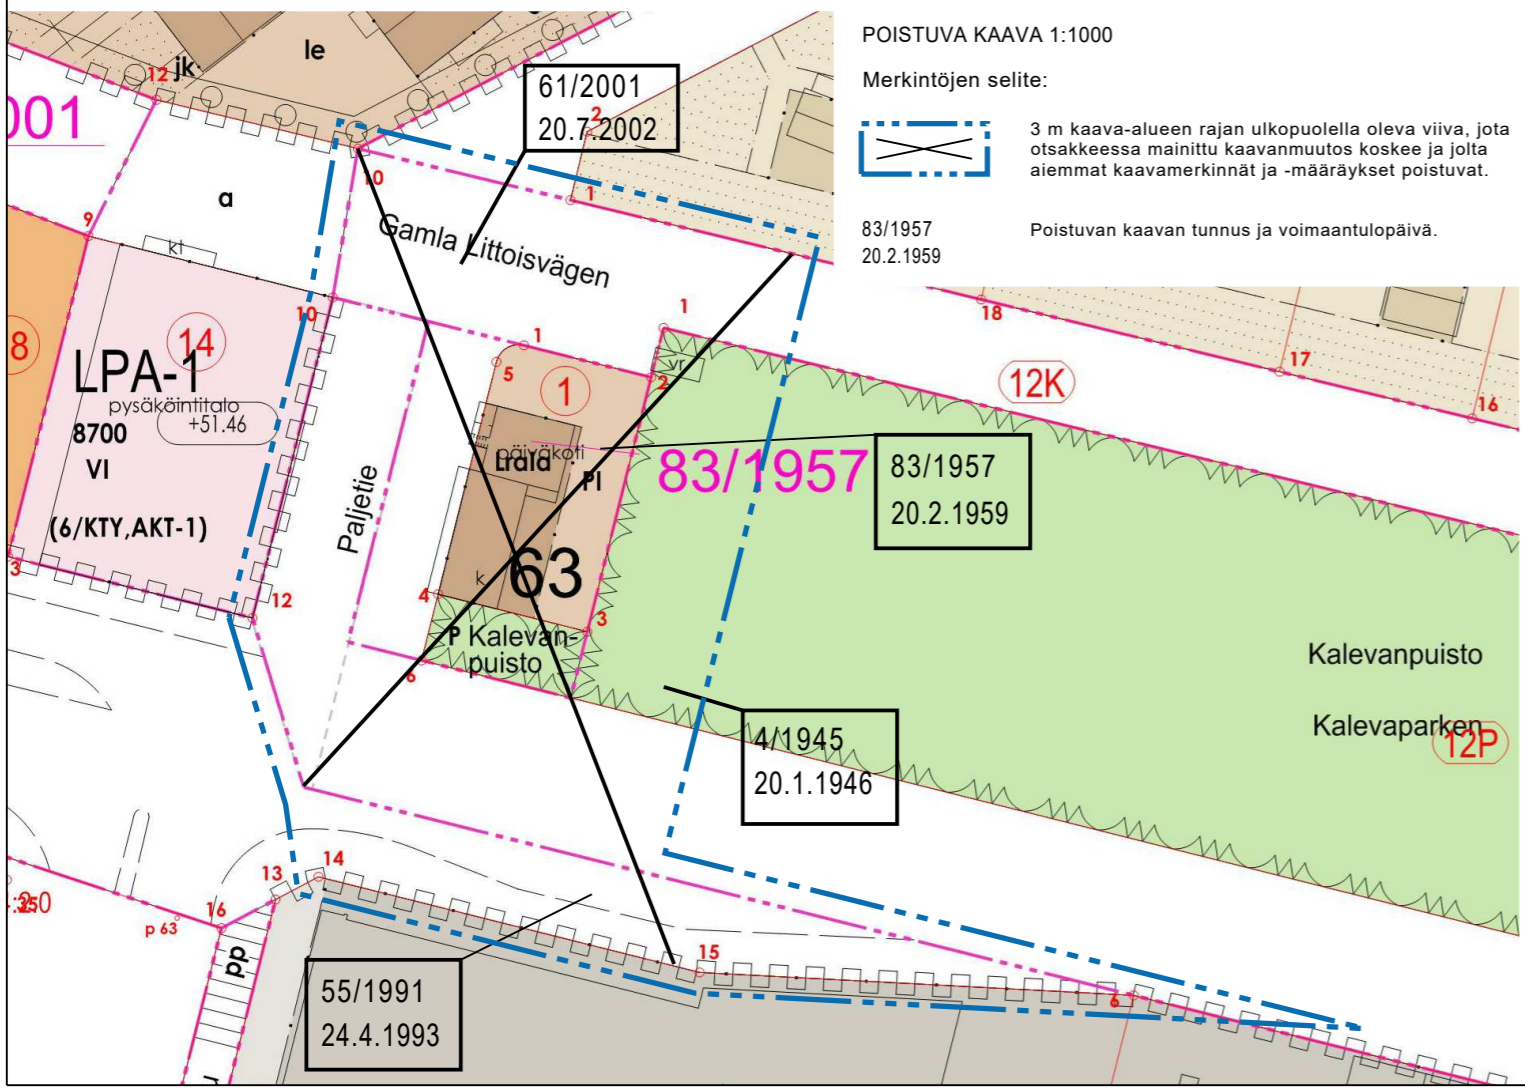 POISTUVA KAAVA 1:1000
Merkintöjen selite:
3 m kaava-alueen rajan ulkopuolella oleva viiva, jota
otsakkeessa mainittu kaavanmuutos koskee ja jolta
aiemmat kaavamerkinnät ja -määräykset poistuvat.
83/1957
20.2.1959
Poistuvan kaavan tunnus ja voimaantulopäivä.
jk
le
12
001
61/2001
20.7.2002
2
10
1
a
Gamla Littoisvägen
9
kt
10
8
14
LPA-1
pysäköintitalo
+51.46
8700
VI
(6/KTY,AKT-1)
3
12
Paljetie
1
5
1
1
2
vr
päiväkoti
PI
63
k
4
3
P Kalevan-
puisto
6
83/1957
83/1957
20.2.1959
18
17
16
12K
Kalevanpuisto
Kalevaparken
12P
4/1945
20.1.1946
14
13
16
p 63
pp
15
6
55/1991
24.4.1993